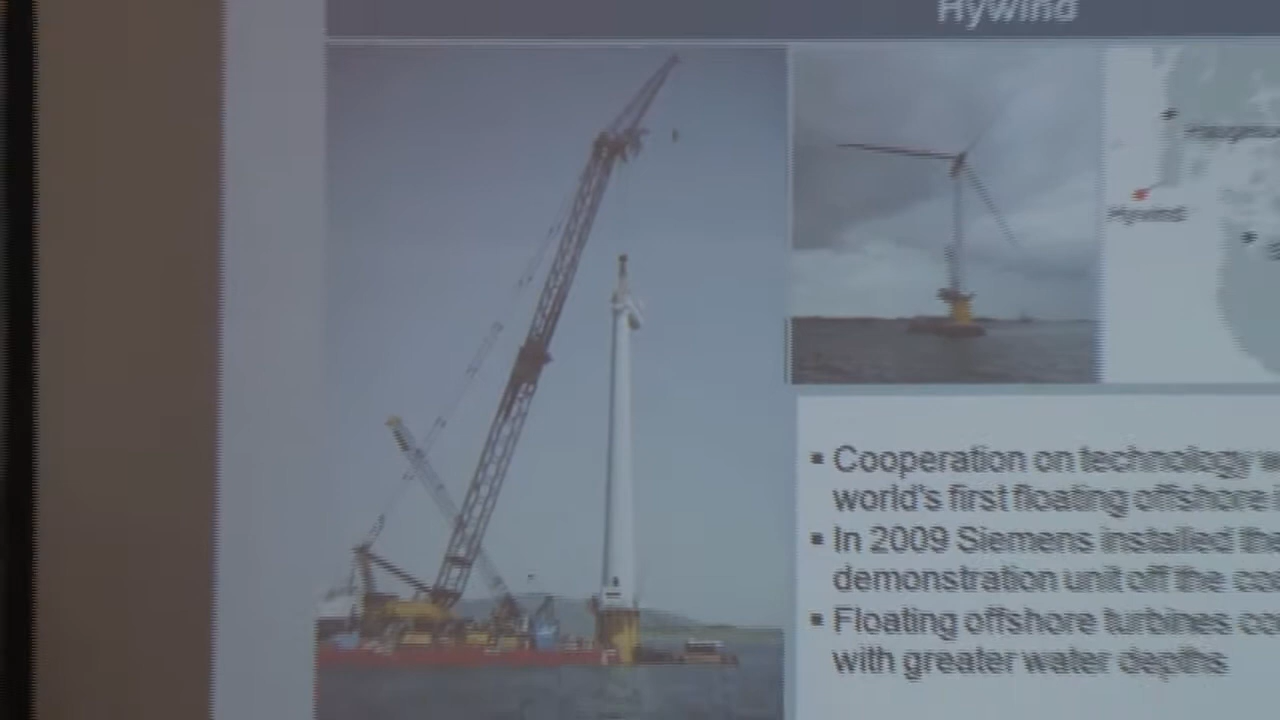 Hywind
Hywind
Cooperation on technology
world's first floating offshore
In 2009 Siemens installed
demonstration unit off the
Floating offshore turbines
with greater water depths